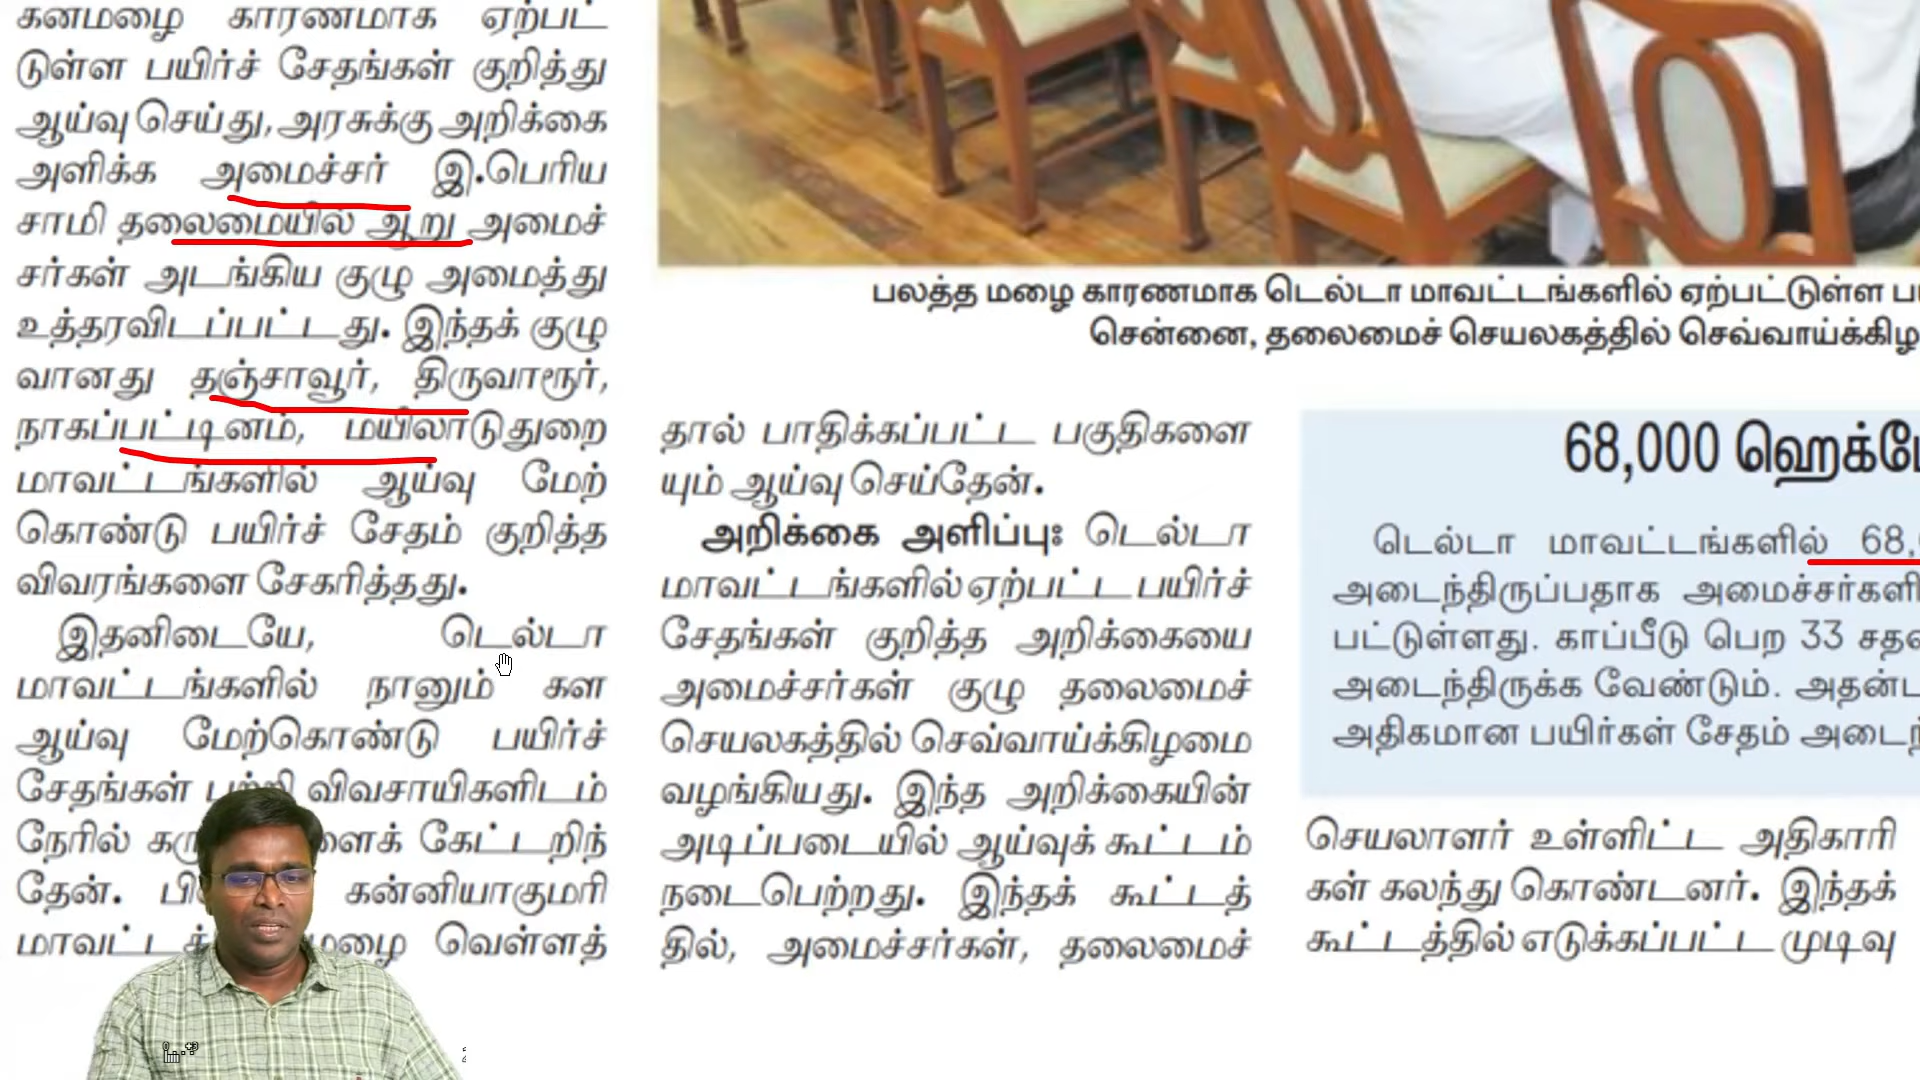 கனமழை காரணமாக ஏற்பட்
டுள்ள பயிர்ச் சேதங்கள் குறித்து
ஆய்வு செய்து, அரசுக்கு அறிக்கை
அளிக்க அமைச்சர் இ.பெரிய
சாமி தலைமையில் ஆறு அமைச்
சர்கள் அடங்கிய குழு அமைத்து
உத்தரவிடப்பட்டது. இந்தக் குழு
வானது தஞ்சாவூர், திருவாரூர்,
நாகப்பட்டினம், மயிலாடுதுறை
மாவட்டங்களில் ஆய்வு மேற்
கொண்டு பயிர்ச் சேதம் குறித்த
விவரங்களை சேகரித்தது.
இதனிடையே, டெல்டா
மாவட்டங்களில் நானும் கள
ஆய்வு மேற்கொண்டு பயிர்ச்
சேதங்கள் பற்றி விவசாயிகளிடம்
நேரில் கேட்டறிந்
தேன். கன்னியாகுமரி
மழை வெள்ளத்
பலத்த மழை காரணமாக டெல்டா மாவட்டங்களில் ஏற்பட்டுள்ள
சென்னை, தலைமைச் செயலகத்தில்
தால் பாதிக்கப்பட்ட பகுதிகளை
யும் ஆய்வு செய்தேன்.
அறிக்கை அளிப்பு: டெல்டா
மாவட்டங்களில் ஏற்பட்ட பயிர்ச்
சேதங்கள் குறித்த அறிக்கையை
அமைச்சர்கள் குழு தலைமைச்
செயலகத்தில் செவ்வாய்க்கிழமை
வழங்கியது. இந்த அறிக்கையின்
அடிப்படையில் ஆய்வுக் கூட்டம்
நடைபெற்றது. இந்தக் கூட்டத்
தில், அமைச்சர்கள், தலைமைச்
68,000
டெல்டா மாவட்டங்களில்
அடைந்திருப்பதாக
பட்டுள்ளது. காப்பீடு பெற 33
அடைந்திருக்க வேண்டும்.
அதிகமான பயிர்கள் சேதம்
செயலாளர் உள்ளிட்ட அதிகாரி
கள் கலந்து கொண்டனர். இந்தக்
கூட்டத்தில் எடுக்கப்பட்ட முடிவு